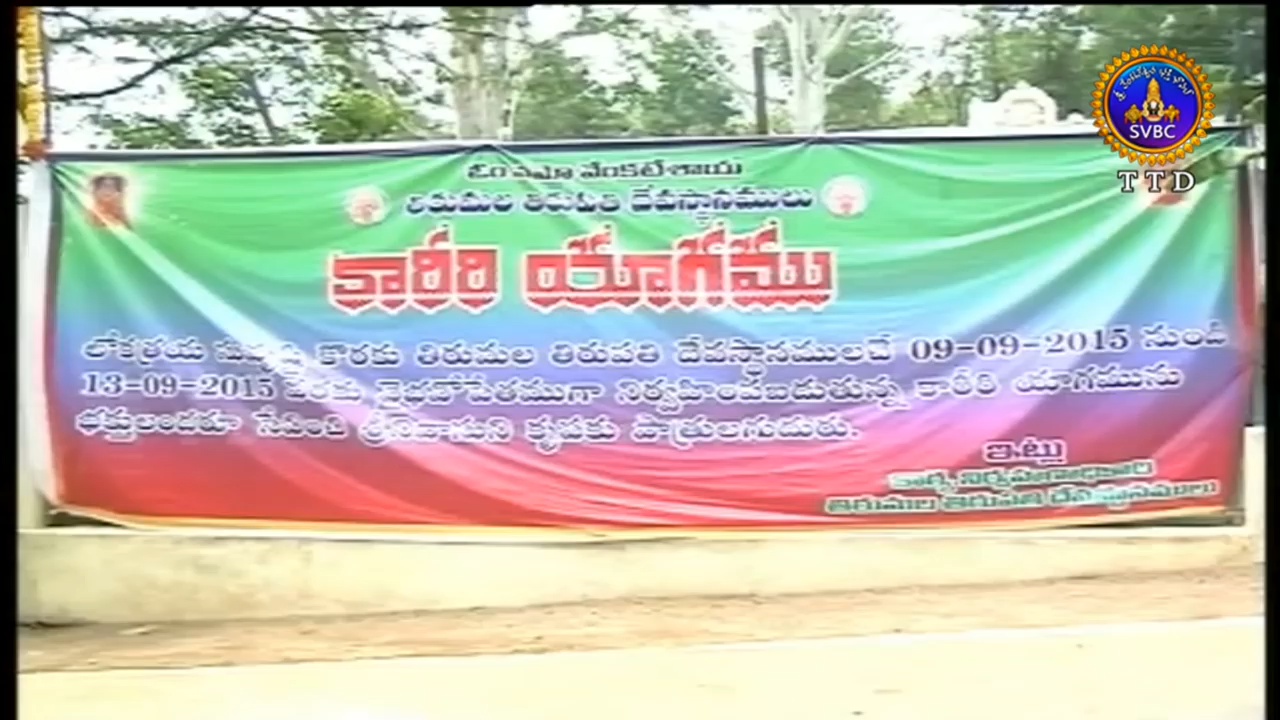 ఓం నమో వేంకటేశాయ
తిరుమల తిరుపతి దేవస్థానములు
కారీరి యాగము
కొరకు తిరుమల తిరుపతి దేవస్థానములచే 09-09-2015 నుండి
13-09-2015 వరకు వైభవోపేతముగా నిర్వహించబడుతున్న కారీరి యాగమును
భక్తులందరూ సేవించి శ్రీనివాసుని కృపకు పాత్రులగుదురు.
ఇట్లు
కార్యనిర్వహణాధికారి
తిరుమల తిరుపతి దేవస్థానములు
SVBC
TTD